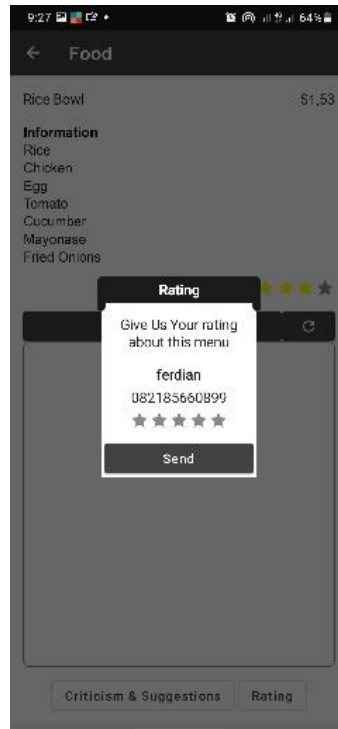 9:27
64%
Food
Rice Bowl $1,53
Information
Rice
Chicken
Egg
Tomato
Cucumber
Mayonase
Fried Onions
Rating
Give Us Your rating
about this menu
ferdian
082185660899
Send
Criticism & Suggestions
Rating